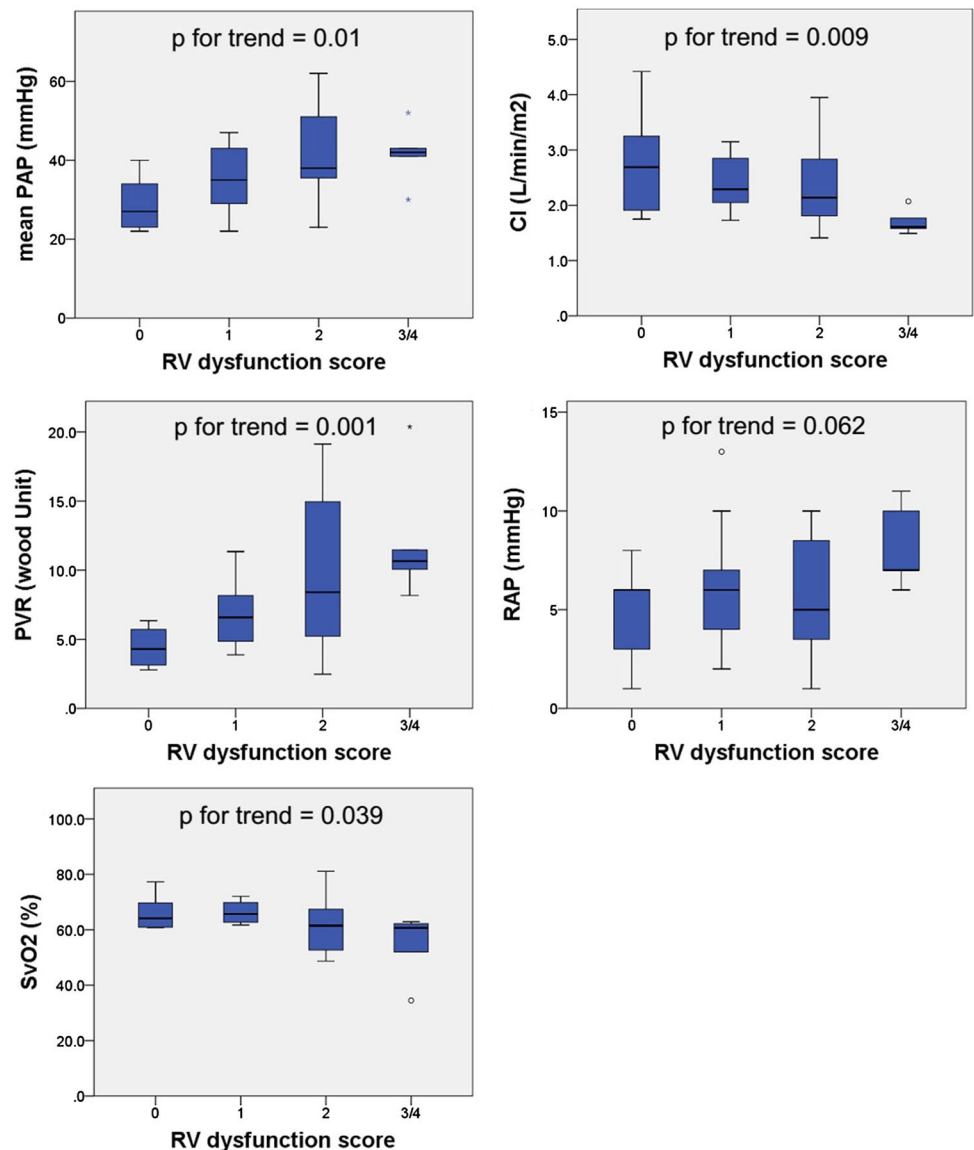 p for trend = 0.01
mean PAP (mmHg)
60
40
20
0
0 1 2 3/4
RV dysfunction score
p for trend = 0.009
CI (L/min/m2)
5.0
4.0
3.0
2.0
1.0
.0
0 1 2 3/4
RV dysfunction score
p for trend = 0.001
PVR (wood Unit)
20.0
15.0
10.0
5.0
.0
0 1 2 3/4
RV dysfunction score
p for trend = 0.062
RAP (mmHg)
15
10
5
0
0 1 2 3/4
RV dysfunction score
p for trend = 0.039
SvO2 (%)
100.0
80.0
60.0
40.0
20.0
.0
0 1 2 3/4
RV dysfunction score